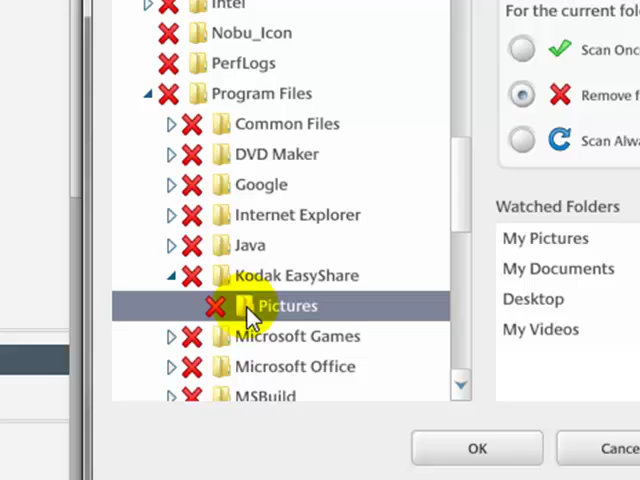 Intel
Nobu_Icon
PerfLogs
Program Files
Common Files
DVD Maker
Google
Internet Explorer
Java
Kodak EasyShare
Pictures
Microsoft Games
Microsoft Office
MSBuild
For the current fol
Scan Onc
Remove f
Scan Alwa
Watched Folders
My Pictures
My Documents
Desktop
My Videos
OK
Cance